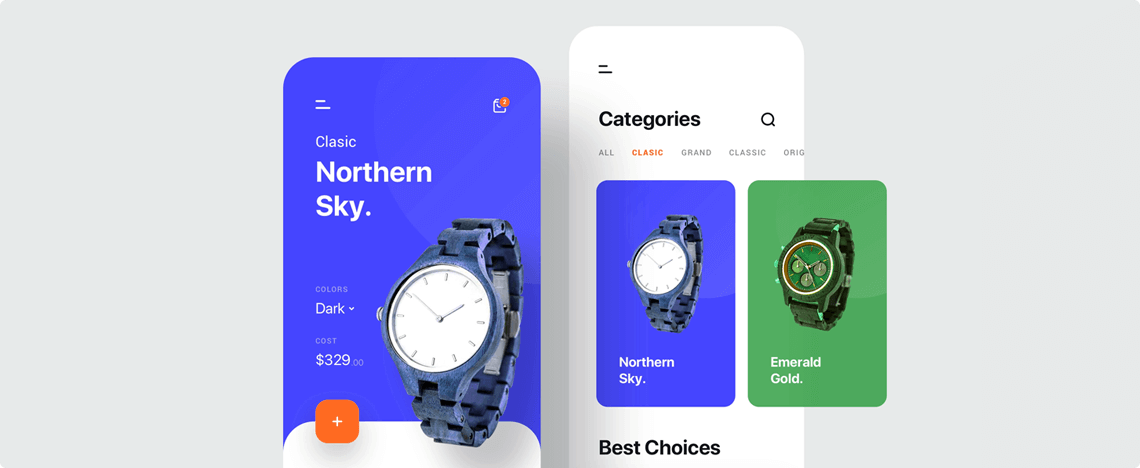 2
Clasic
Northern
Sky.
COLORS
Dark
COST
$329.00
+
Categories
ALL CLASIC GRAND CLASSIC ORIG
Northern
Sky.
Emerald
Gold.
Best Choices